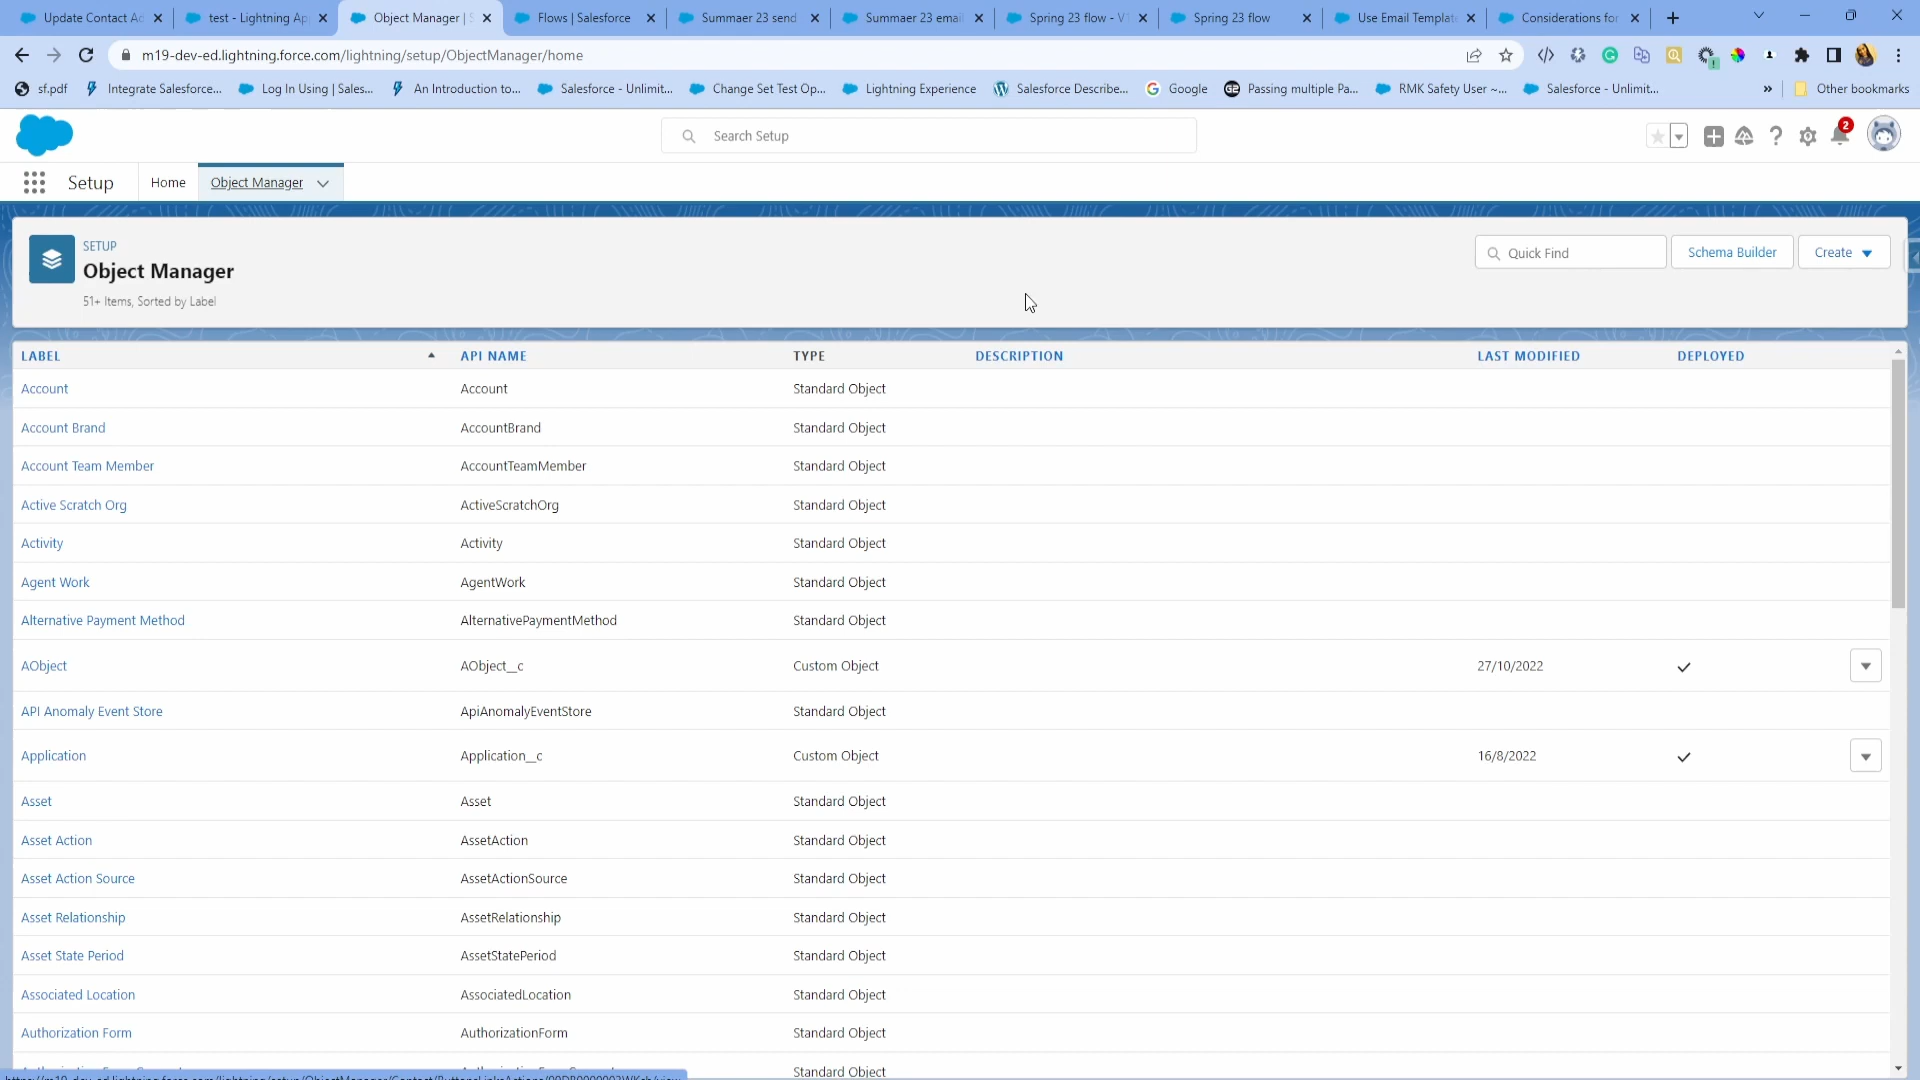 Update Contact Ac
test - Lightning Ap
Object Manager | S
Flows | Salesforce
Summaer 23 send
Summaer 23 email
Spring 23 flow - V1
Spring 23 flow
Use Email Template
Considerations for
m19-dev-ed.lightning.force.com/lightning/setup/ObjectManager/home
sf.pdf
Integrate Salesforce...
Log In Using | Sales...
An Introduction to...
Salesforce - Unlimit...
Change Set Test Op...
Lightning Experience
Salesforce Describe...
Google
Passing multiple Pa...
RMK Safety User ~...
Salesforce - Unlimit...
Other bookmarks
Search Setup
2
Setup
Home
Object Manager
SETUP
Object Manager
51+ Items, Sorted by Label
Quick Find
Schema Builder
Create
LABEL API NAME TYPE DESCRIPTION LAST MODIFIED DEPLOYED
Account Account Standard Object
Account Brand AccountBrand Standard Object
Account Team Member AccountTeamMember Standard Object
Active Scratch Org ActiveScratchOrg Standard Object
Activity Activity Standard Object
Agent Work AgentWork Standard Object
Alternative Payment Method AlternativePaymentMethod Standard Object
AObject AObject__c Custom Object 27/10/2022
API Anomaly Event Store ApiAnomalyEventStore Standard Object
Application Application__c Custom Object 16/8/2022
Asset Asset Standard Object
Asset Action AssetAction Standard Object
Asset Action Source AssetActionSource Standard Object
Asset Relationship AssetRelationship Standard Object
Asset State Period AssetStatePeriod Standard Object
Associated Location AssociatedLocation Standard Object
Authorization Form AuthorizationForm Standard Object
Standard Object